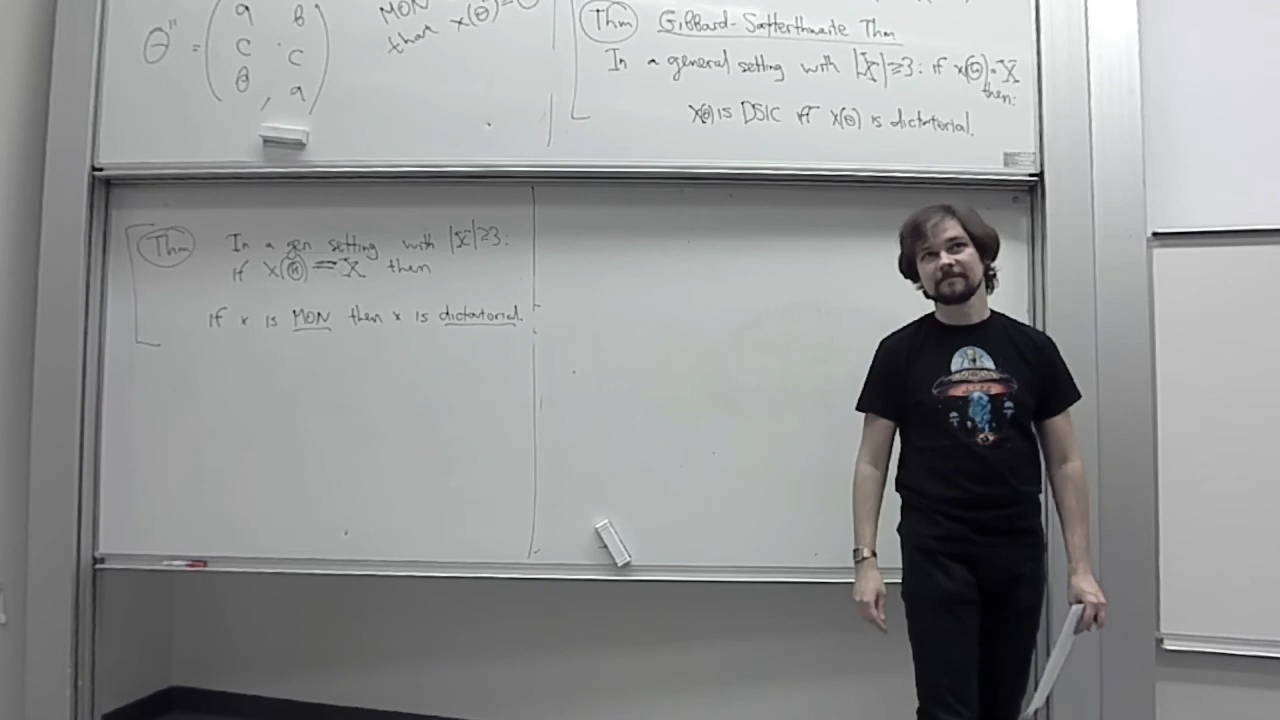 θ'' = ( a b
c c
b , a )
MON
than x(θ'')=
Thm Gibbard-Satterthwaite Thm
In a general setting with |X|≥3: if x(Θ)=X
then:
x(θ) is DSIC iff x(θ) is dictatorial.
Thm In a gen setting with |X|≥3:
if x(Θ) = X then
if x is MON then x is dictatorial.